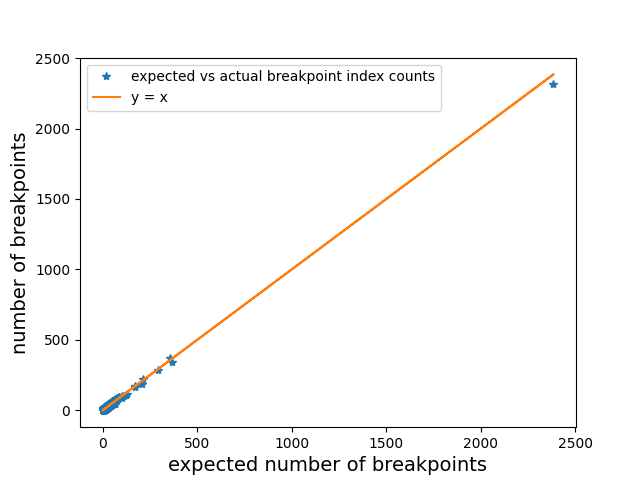 expected vs actual breakpoint index counts
y = x
2500
2000
1500
1000
500
0
number of breakpoints
0 500 1000 1500 2000 2500
expected number of breakpoints